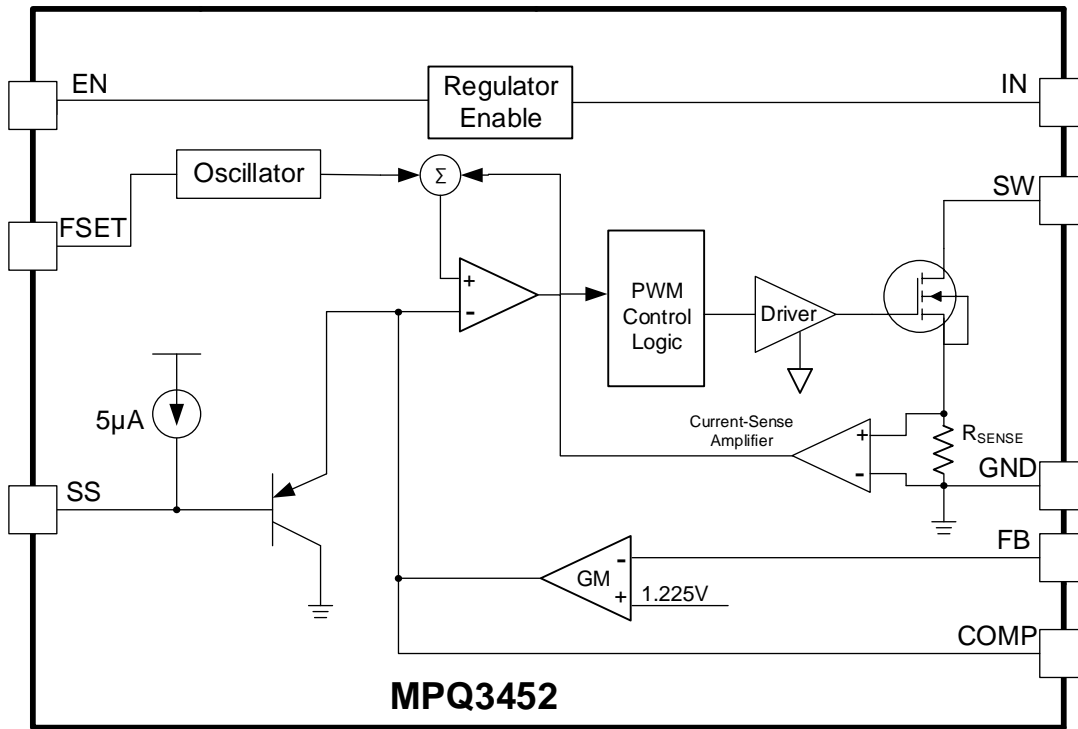 EN
Regulator
Enable
IN
Oscillator
Σ
SW
FSET
+
-
PWM
Control
Logic
Driver
5µA
Current-Sense
Amplifier
+
-
RSENSE
GND
SS
FB
-
GM
+
1.225V
COMP
MPQ3452